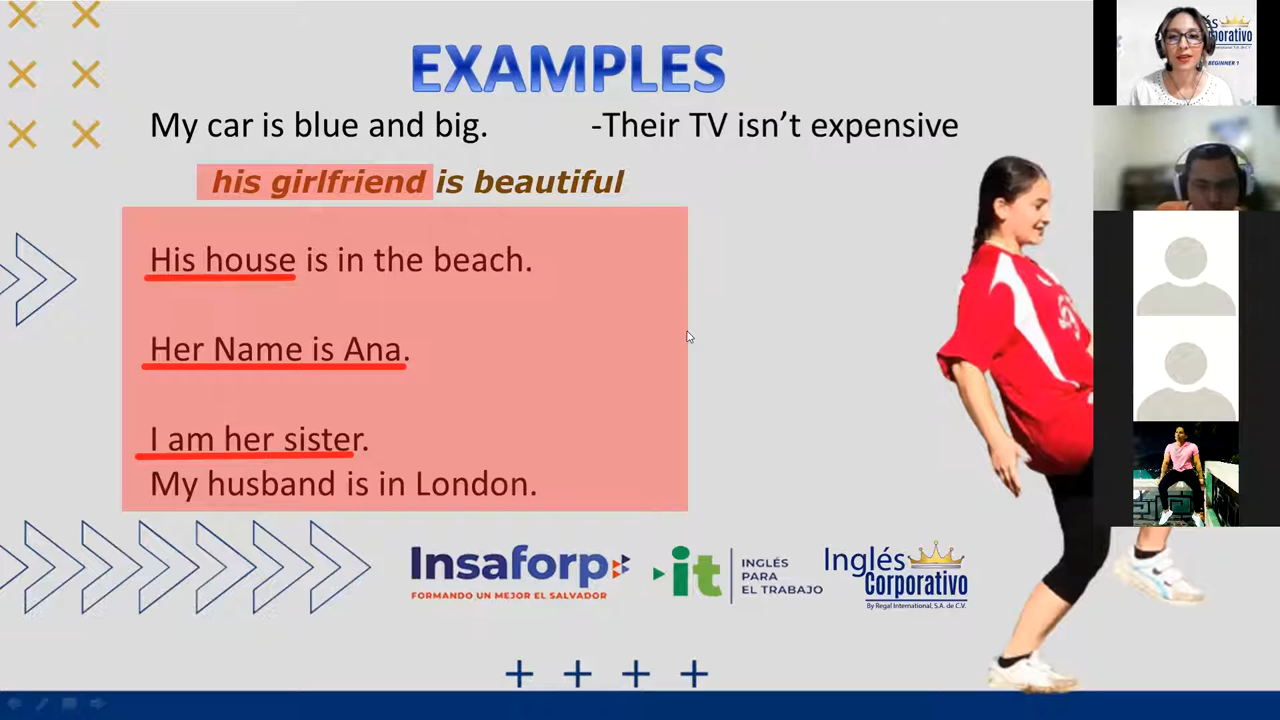 EXAMPLES
My car is blue and big.
-Their TV isn't expensive
his girlfriend is beautiful
His house is in the beach.
Her Name is Ana.
I am her sister.
My husband is in London.
Insaforp
FORMANDO UN MEJOR EL SALVADOR
it
INGLÉS
PARA
EL TRABAJO
Inglés
Corporativo
By Regal International, S.A. de C.V.
BEGINNER 1